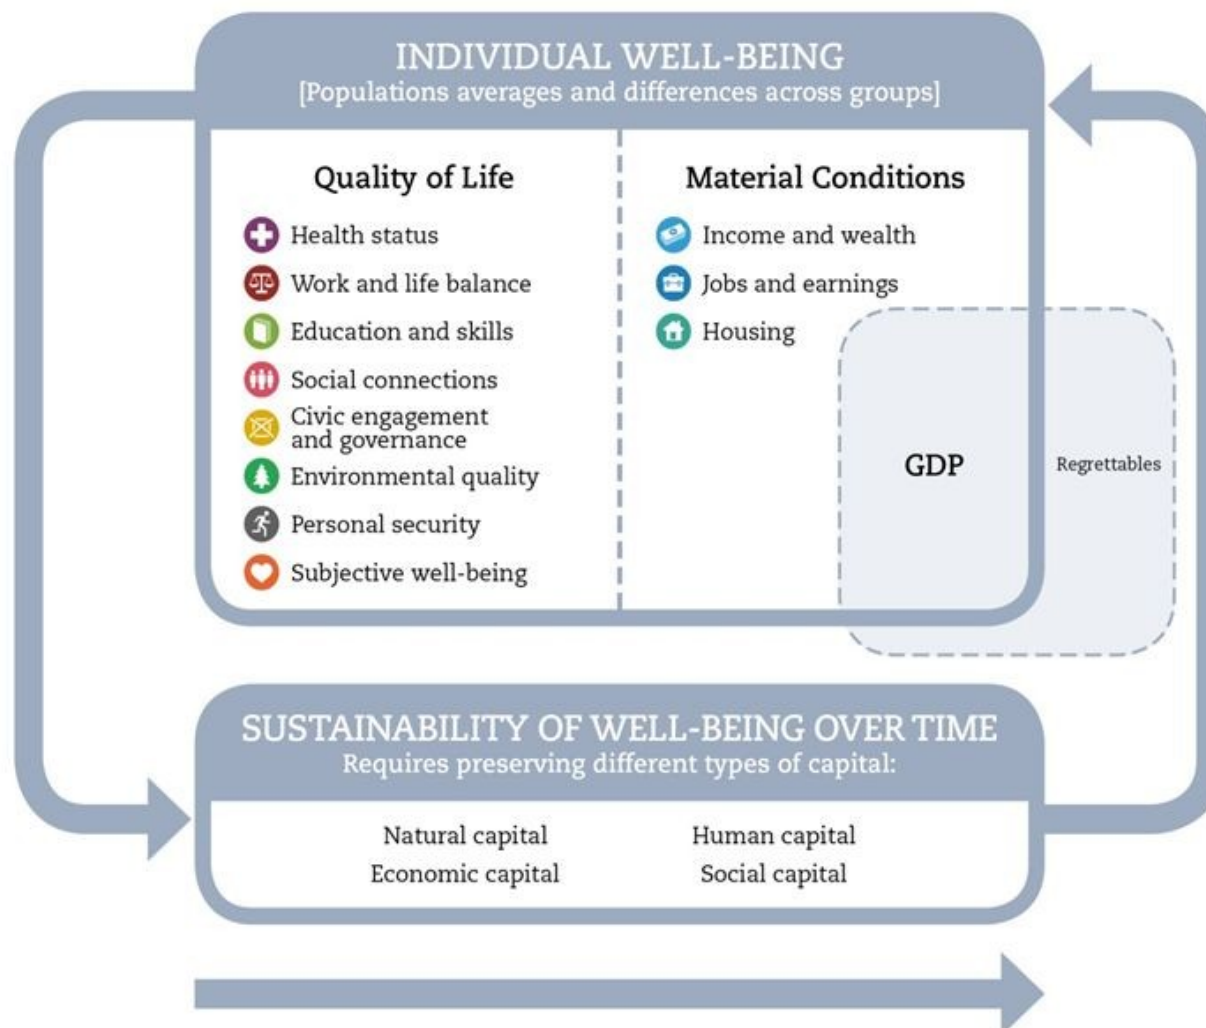 INDIVIDUAL WELL-BEING
[Populations averages and differences across groups]
Quality of Life
Health status
Work and life balance
Education and skills
Social connections
Civic engagement
and governance
Environmental quality
Personal security
Subjective well-being
Material Conditions
Income and wealth
Jobs and earnings
Housing
GDP
Regrettables
SUSTAINABILITY OF WELL-BEING OVER TIME
Requires preserving different types of capital:
Natural capital
Human capital
Economic capital
Social capital